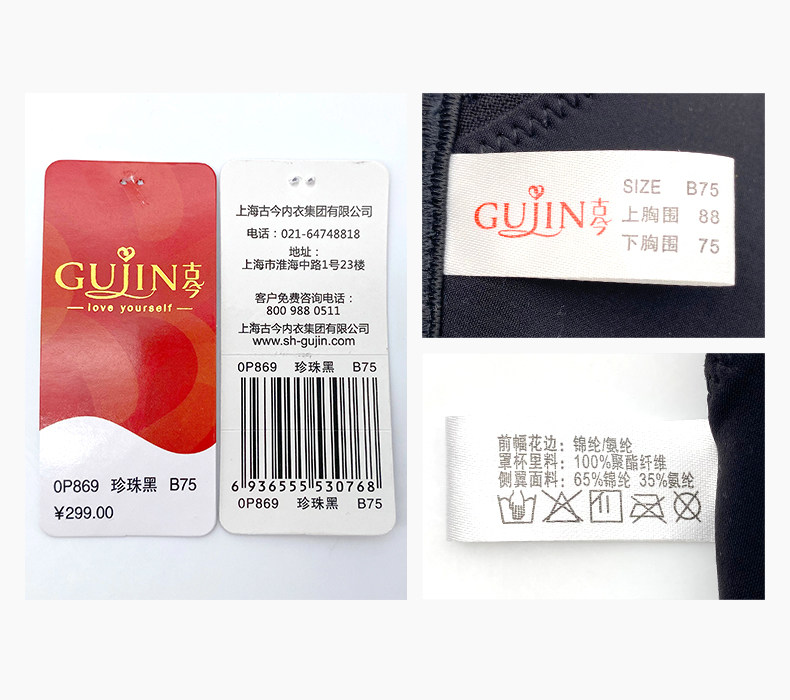 GUJIN古今
love yourself
0P869 珍珠黑 B75
¥299.00
上海古今内衣集团有限公司
电话：021-64748818
地址：
上海市淮海中路1号23楼
客户免费咨询电话：
800 988 0511
上海古今内衣集团有限公司
www.sh-gujin.com
0P869 珍珠黑 B75
6 936555 530768
0P869 珍珠黑 B75
GUJIN古今
SIZE B75
上胸围 88
下胸围 75
前幅花边：锦纶/氨纶
罩杯里料：100%聚酯纤维
侧翼面料：65%锦纶 35%氨纶